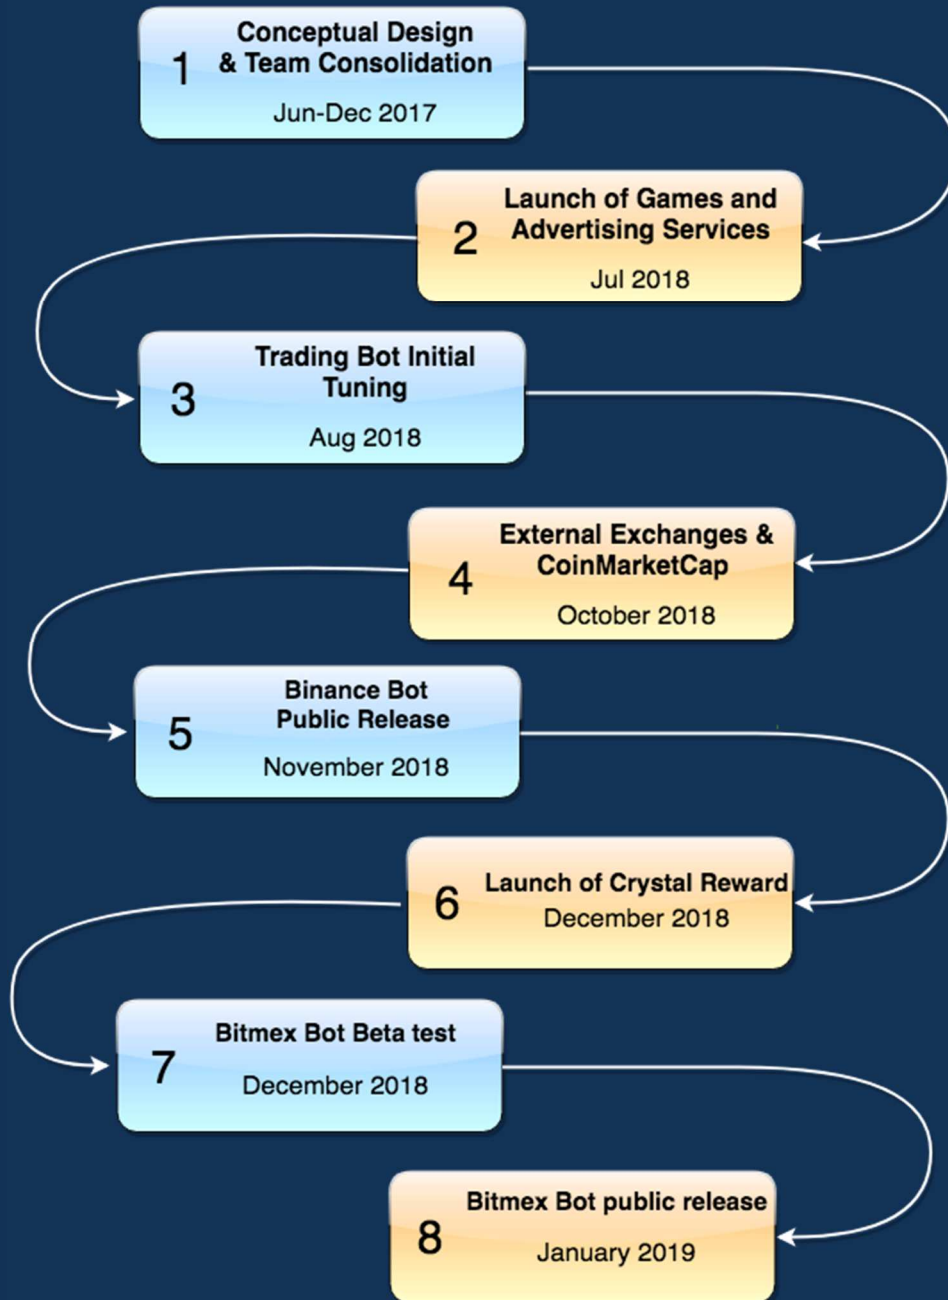 1
Conceptual Design
& Team Consolidation
Jun-Dec 2017
2
Launch of Games and
Advertising Services
Jul 2018
3
Trading Bot Initial
Tuning
Aug 2018
4
External Exchanges &
CoinMarketCap
October 2018
5
Binance Bot
Public Release
November 2018
6
Launch of Crystal Reward
December 2018
7
Bitmex Bot Beta test
December 2018
8
Bitmex Bot public release
January 2019